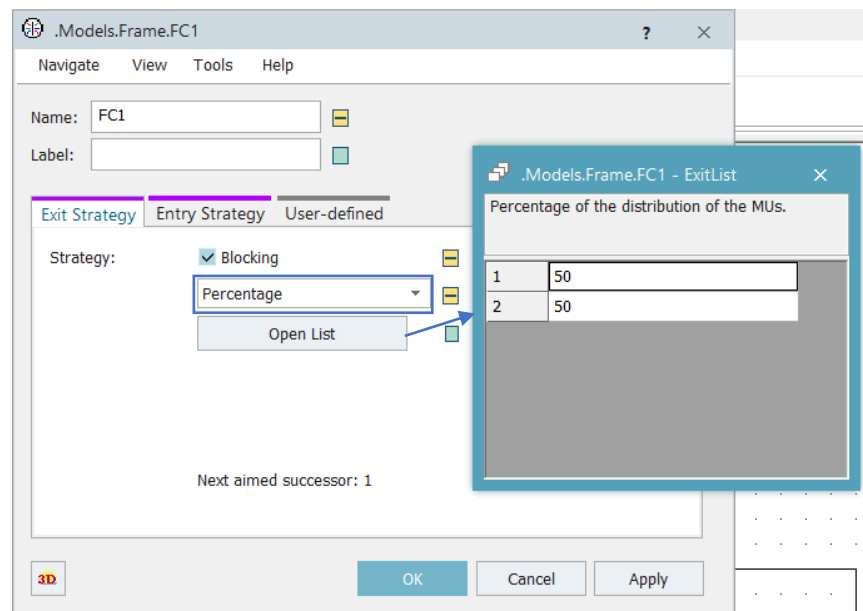 .Models.Frame.FC1
?
Navigate View Tools Help
Name: FC1
Label:
Exit Strategy Entry Strategy User-defined
Strategy: Blocking
Percentage
Open List
Next aimed successor: 1
3D
OK Cancel Apply
.Models.Frame.FC1 - ExitList
Percentage of the distribution of the MUs.
1 50
2 50